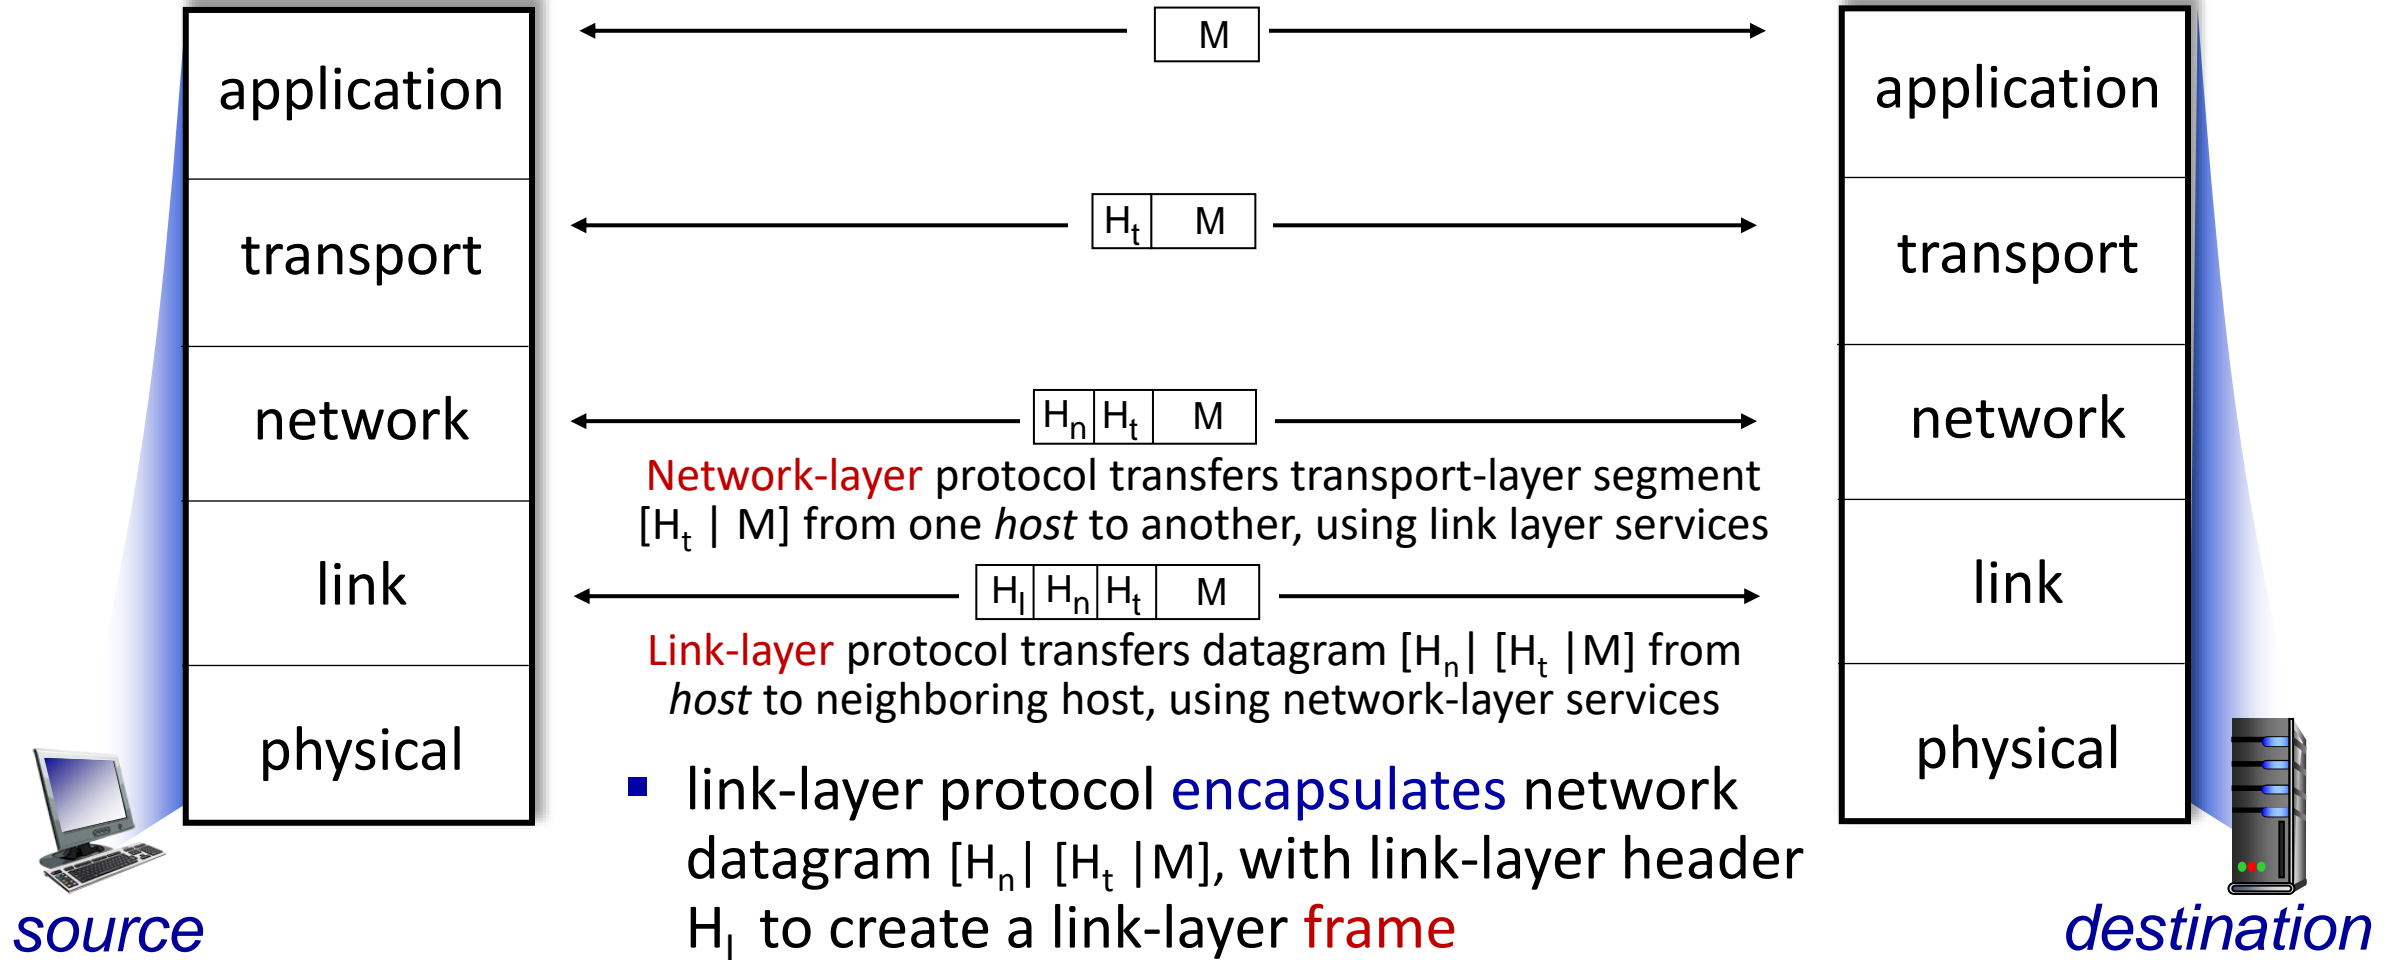 application
M
application
transport
Ht
M
transport
network
Hn
Ht
M
network
Network-layer protocol transfers transport-layer segment
[Ht | M] from one host to another, using link layer services
link
Hl
Hn
Ht
M
link
Link-layer protocol transfers datagram [Hn| [Ht |M] from
host to neighboring host, using network-layer services
physical
physical
▪ link-layer protocol encapsulates network
datagram [Hn| [Ht |M], with link-layer header
Hl to create a link-layer frame
source
destination